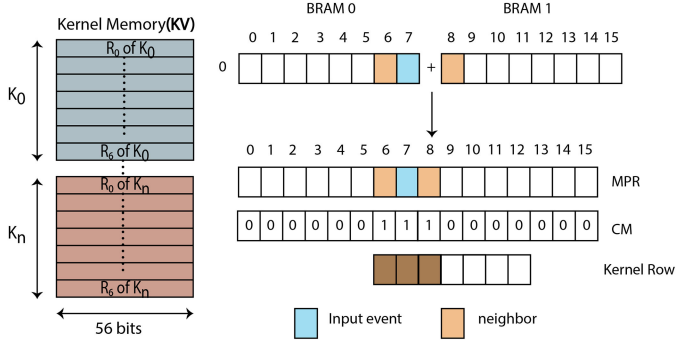 Kernel Memory(KV)
R0 of K0
R6 of K0
R0 of Kn
R6 of Kn
K0
Kn
56 bits
BRAM 0 BRAM 1
0 1 2 3 4 5 6 7 8 9 10 11 12 13 14 15
0 +
0 1 2 3 4 5 6 7 8 9 10 11 12 13 14 15
MPR
0 0 0 0 0 0 1 1 1 0 0 0 0 0 0 0 CM
Kernel Row
Input event neighbor